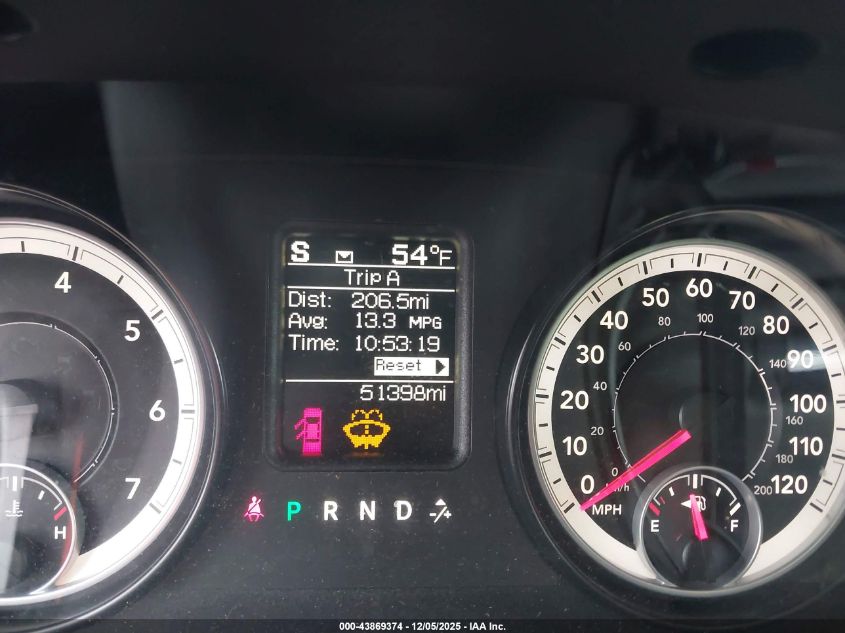 S 54°F
Trip A
Dist: 206.5mi
Avg: 13.3 MPG
Time: 10:53:19
Reset
51398mi
4
5
6
7
H
P R N D
-/+
0 10 20 30 40 50 60 70 80 90 100 110 120
MPH
0 20 40 60 80 100 120 140 160 180 200
km/h
E F
000-43869374 - 12/05/2025 - IAA Inc.